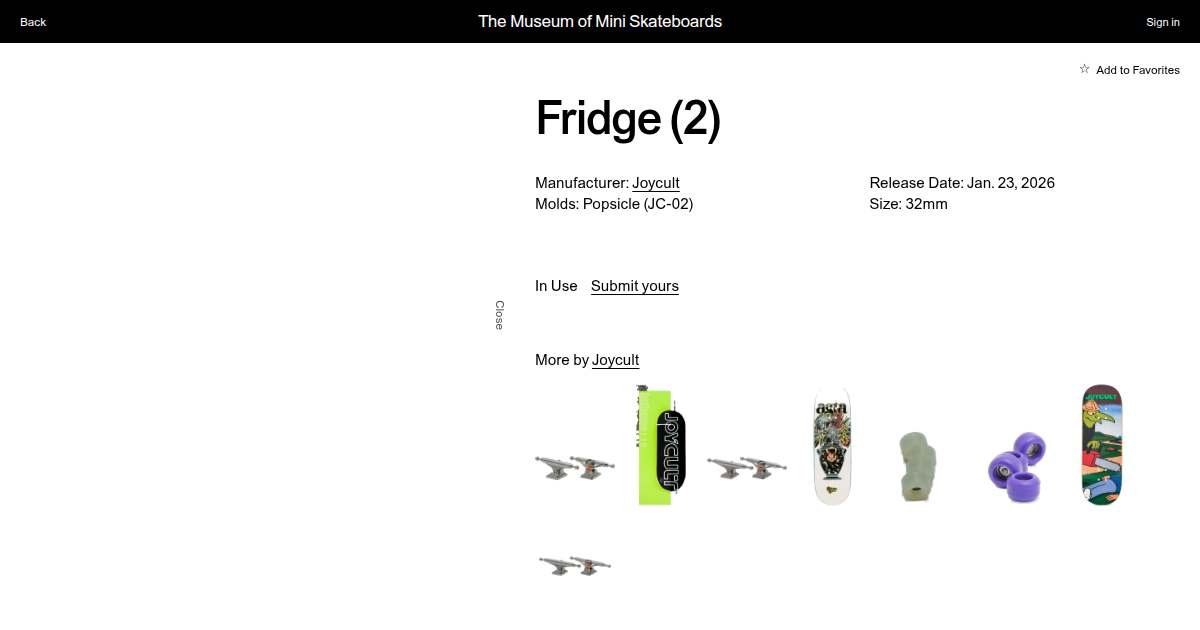 Back
The Museum of Mini Skateboards
Sign in
☆ Add to Favorites
Fridge (2)
Manufacturer: Joycult
Release Date: Jan. 23, 2026
Molds: Popsicle (JC-02)
Size: 32mm
In Use
Submit yours
Close
More by Joycult
JOYCULT
asta
JOYCULT